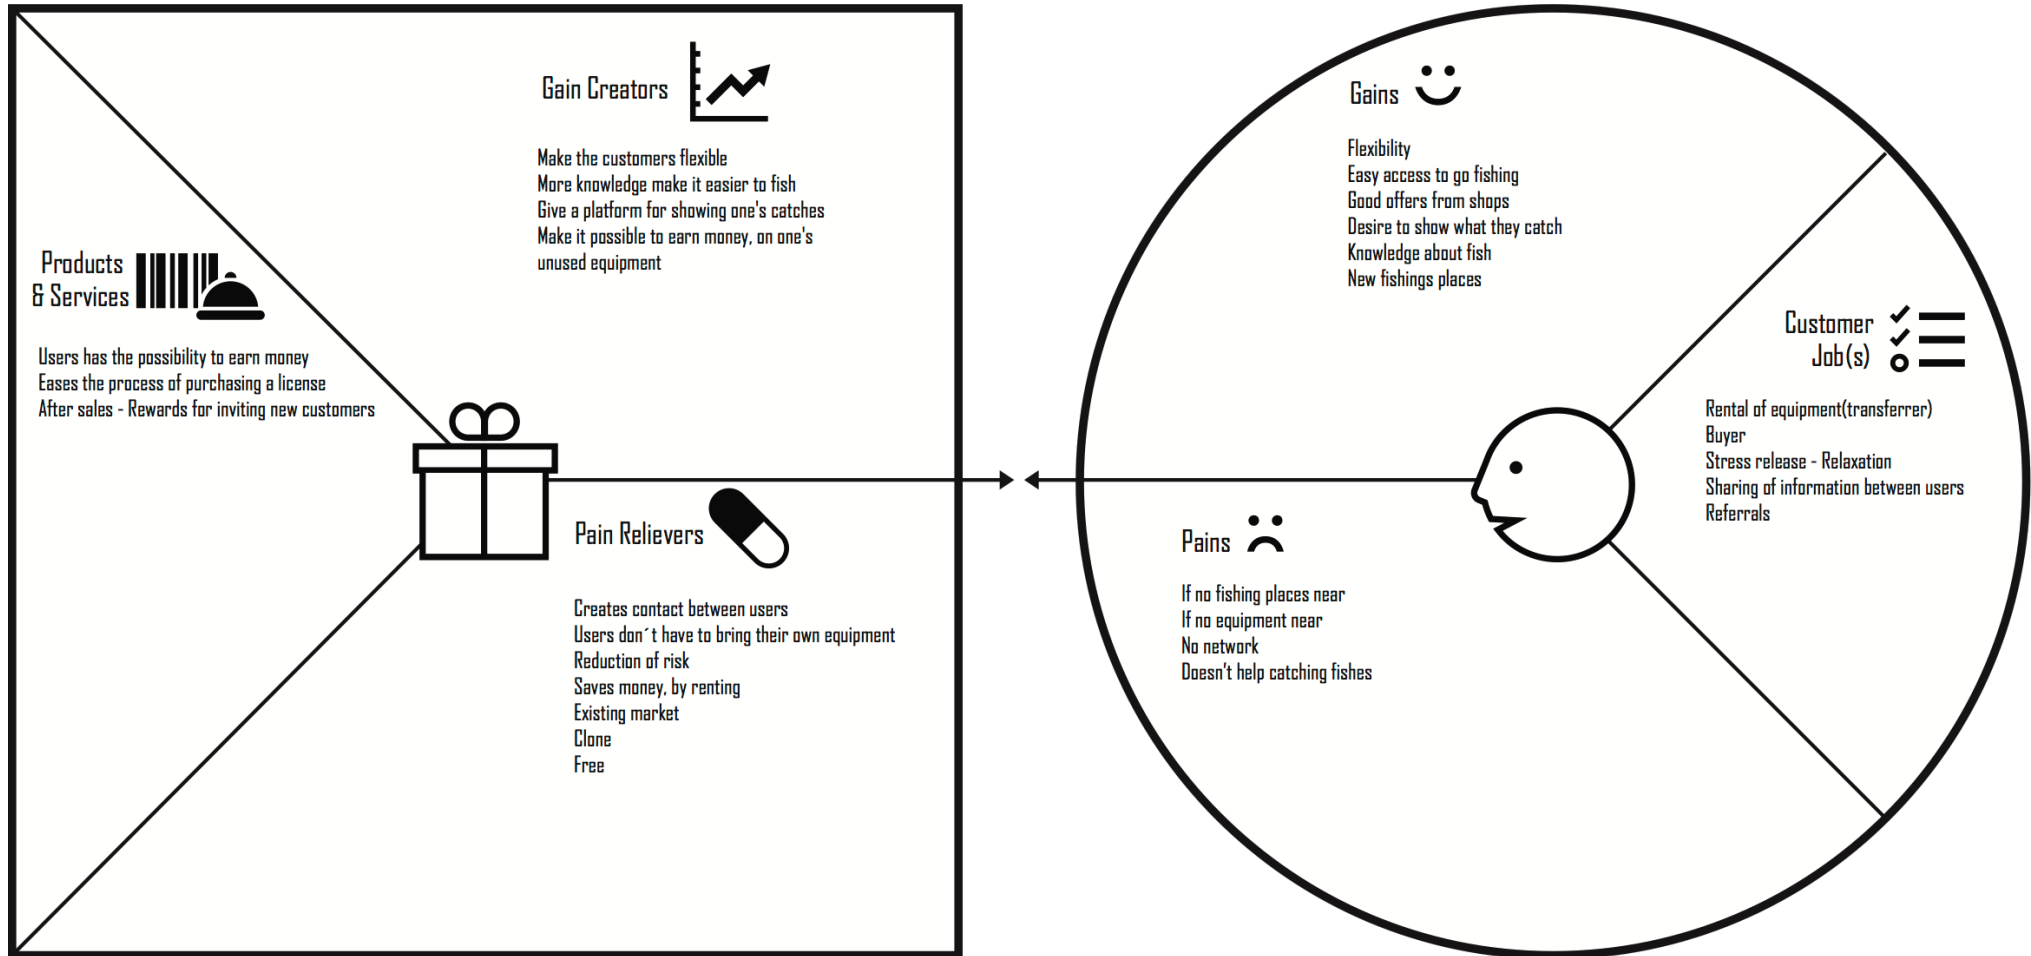 Gain Creators
Make the customers flexible
More knowledge make it easier to fish
Give a platform for showing one's catches
Make it possible to earn money, on one's
unused equipment
Products
& Services
Users has the possibility to earn money
Eases the process of purchasing a license
After sales - Rewards for inviting new customers
Pain Relievers
Creates contact between users
Users don´t have to bring their own equipment
Reduction of risk
Saves money, by renting
Existing market
Clone
Free
Gains
Flexibility
Easy access to go fishing
Good offers from shops
Desire to show what they catch
Knowledge about fish
New fishings places
Customer
Job(s)
Rental of equipment(transferrer)
Buyer
Stress release - Relaxation
Sharing of information between users
Referrals
Pains
If no fishing places near
If no equipment near
No network
Doesn't help catching fishes